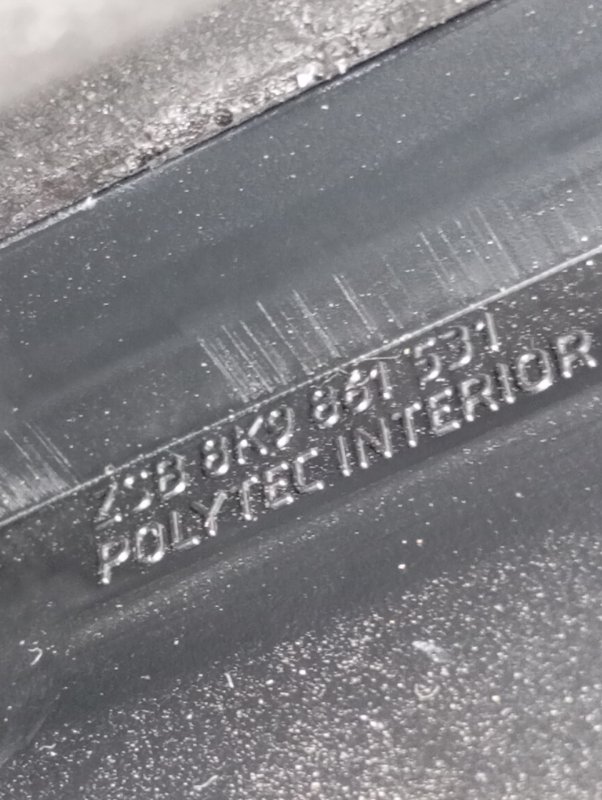 ZSB 8K9 861 531
POLYTEC INTERIOR